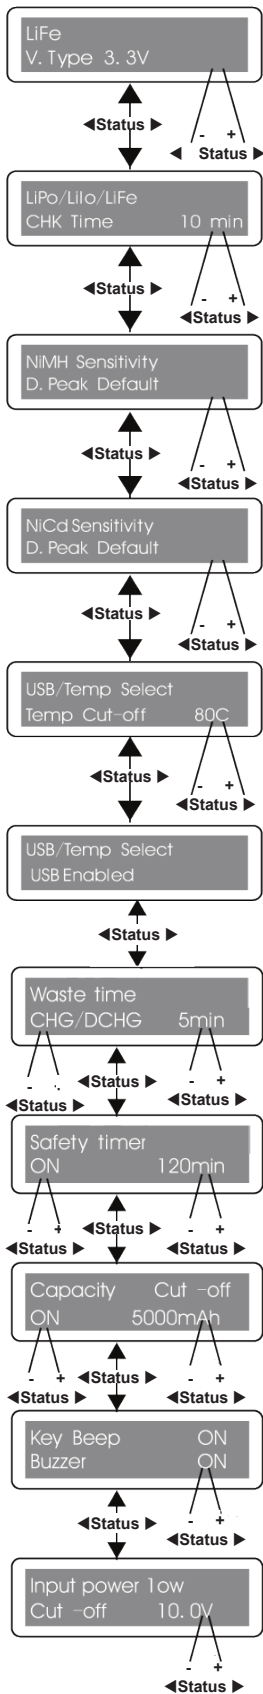 LiFe
V. Type 3. 3V
◀Status ▶
- +
◀ Status ▶
LiPo/LiIo/LiFe
CHK Time 10 min
◀Status ▶
- +
◀Status ▶
NiMH Sensitivity
D. Peak Default
◀Status ▶
- +
◀Status ▶
NiCd Sensitivity
D. Peak Default
◀Status ▶
- +
◀Status ▶
USB/Temp Select
Temp Cut-off 80C
◀Status ▶
- +
◀Status ▶
USB/Temp Select
USB Enabled
◀Status ▶
Waste time
CHG/DCHG 5min
- - +
◀Status ▶ ◀Status ▶ ◀Status ▶
Safety timer
ON 120min
- + - +
◀Status ▶ ◀Status ▶ ◀Status ▶
Capacity Cut -off
ON 5000mAh
- + - +
◀Status ▶ ◀Status ▶ ◀Status ▶
Key Beep ON
Buzzer ON
- +
◀Status ▶ ◀Status ▶
Input power low
Cut -off 10. 0V
- +
◀Status ▶